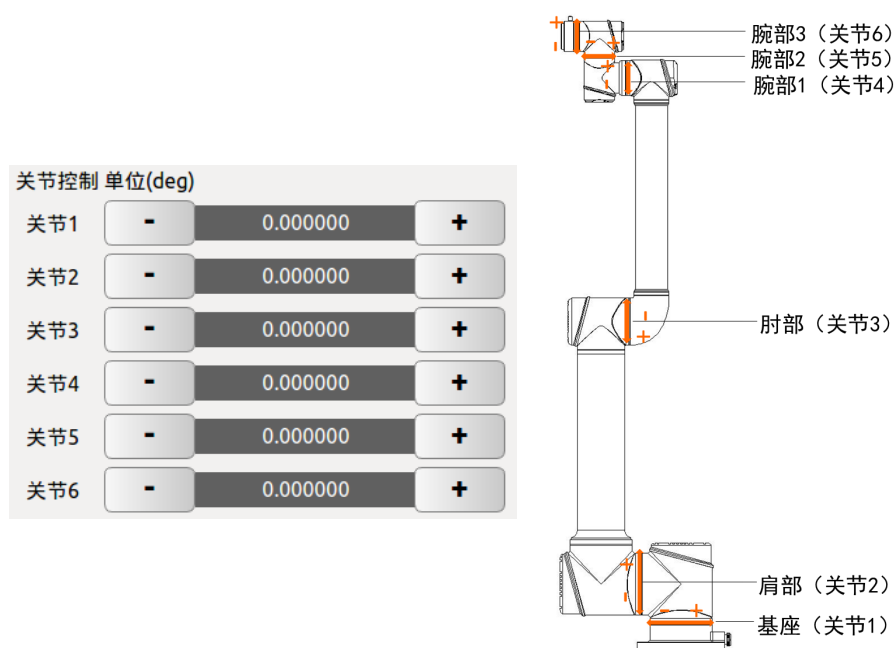 关节控制 单位(deg)
关节1 - 0.000000 +
关节2 - 0.000000 +
关节3 - 0.000000 +
关节4 - 0.000000 +
关节5 - 0.000000 +
关节6 - 0.000000 +
腕部3（关节6）
腕部2（关节5）
腕部1（关节4）
肘部（关节3）
肩部（关节2）
基座（关节1）